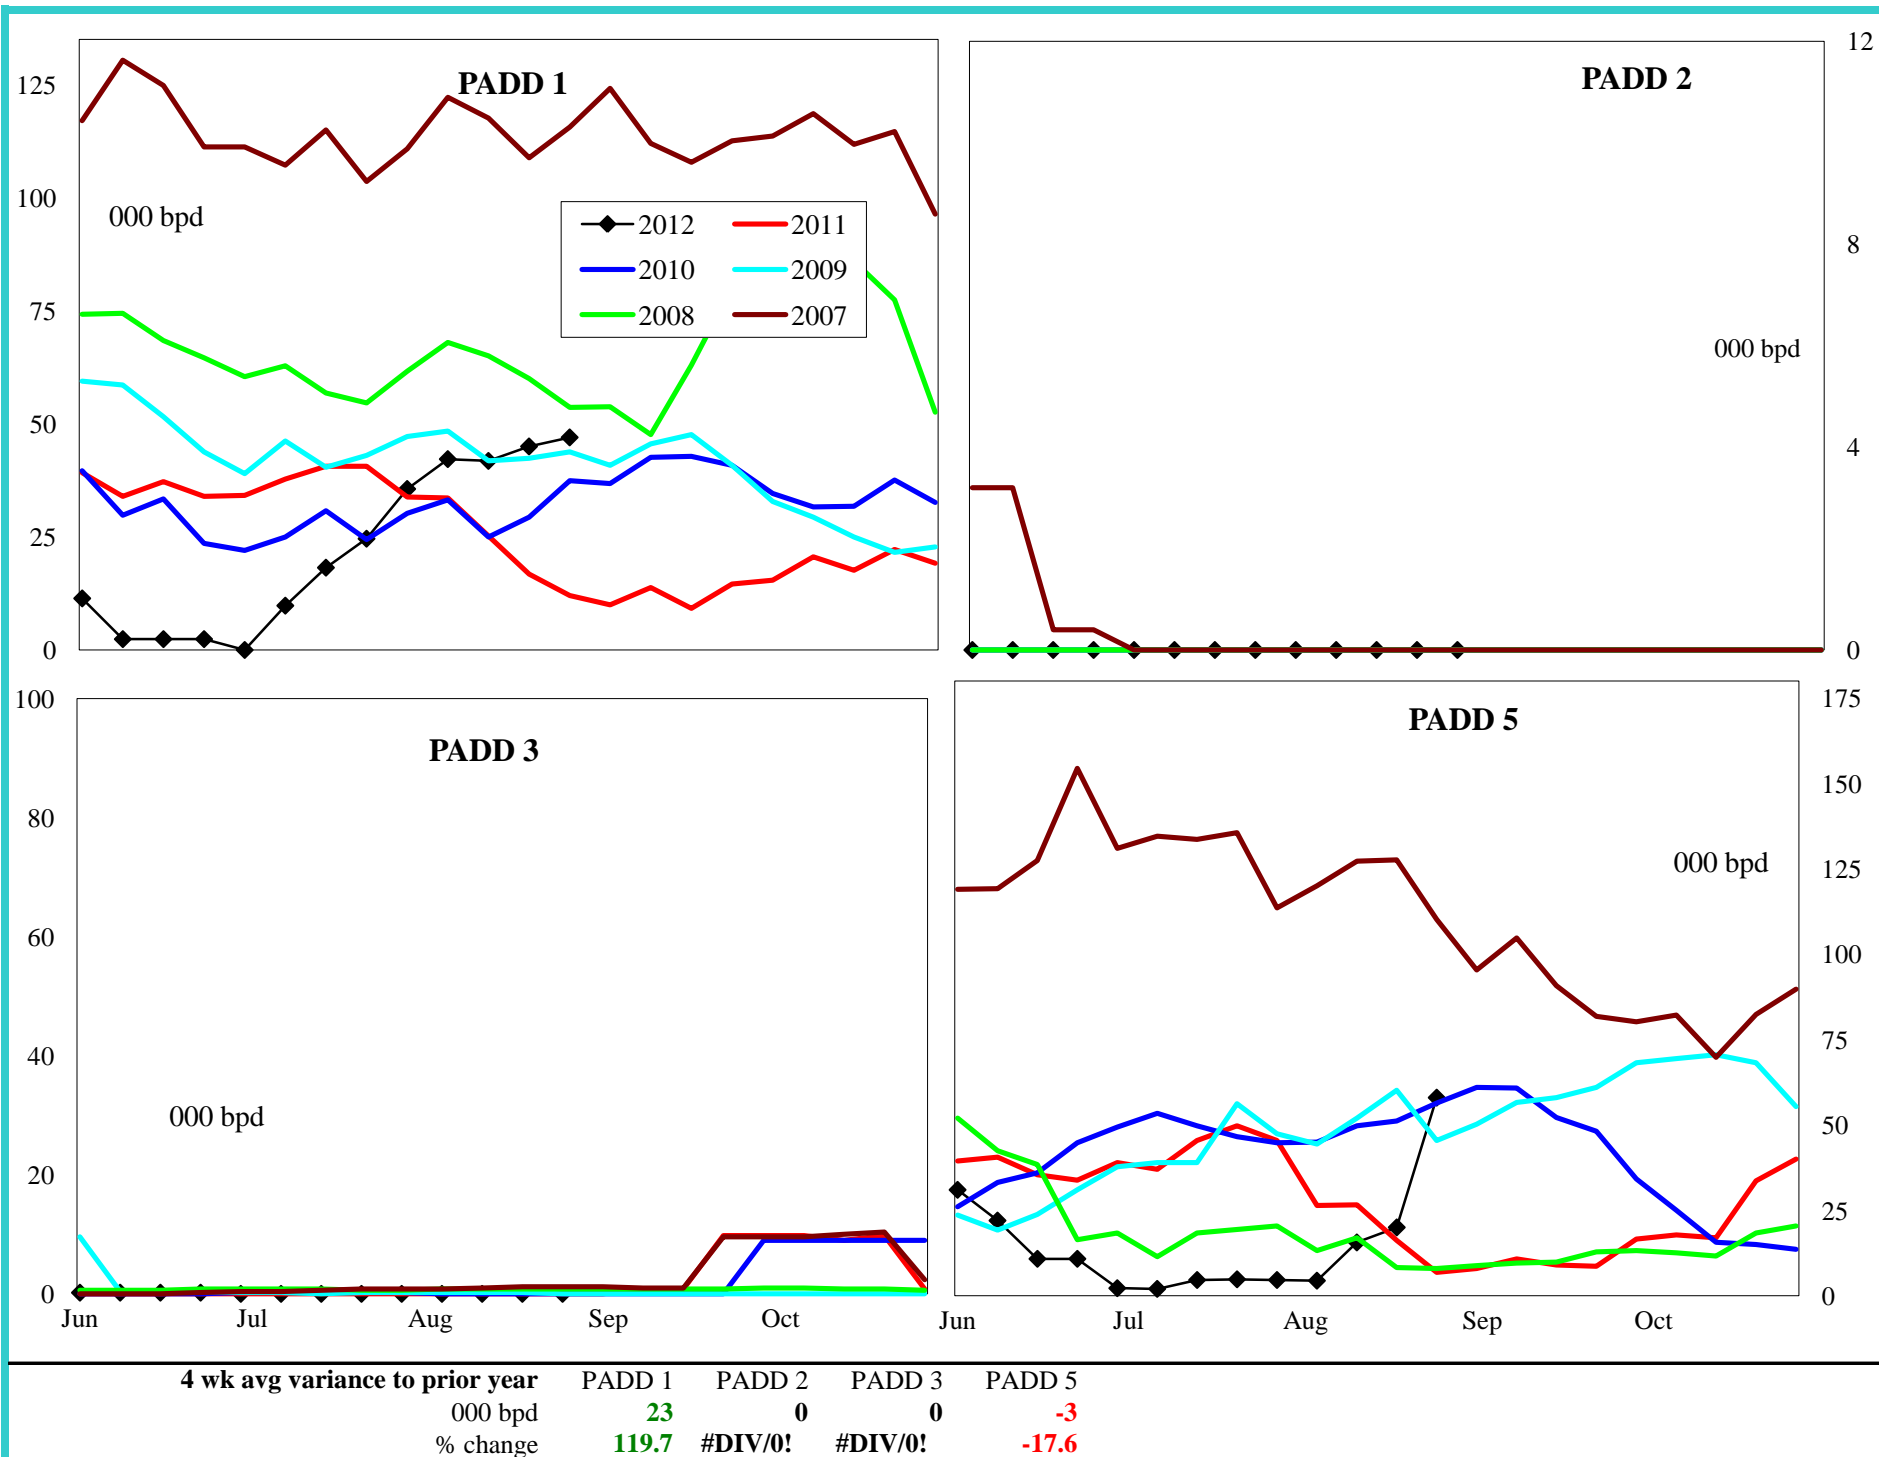 PADD 1
125
100
75
50
25
0
000 bpd
2012 2011
2010 2009
2008 2007
PADD 2
12
8
4
0
000 bpd
PADD 3
100
80
60
40
20
0
000 bpd
Jun Jul Aug Sep Oct
PADD 5
175
150
125
100
75
50
25
0
000 bpd
Jun Jul Aug Sep Oct
4 wk avg variance to prior year PADD 1 PADD 2 PADD 3 PADD 5
000 bpd 23 0 0 -3
% change 119.7 #DIV/0! #DIV/0! -17.6